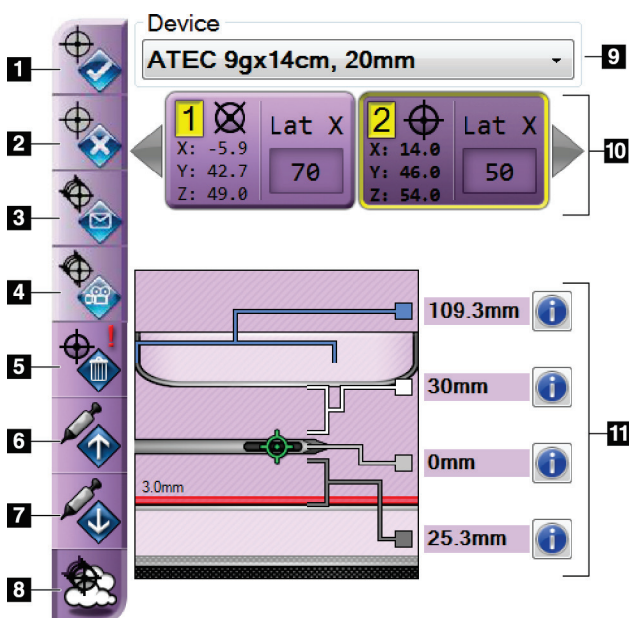 Device
1
ATEC 9gx14cm, 20mm
9
1 Lat X
X: -5.9
Y: 42.7
Z: 49.0
70
2 Lat X
X: 14.0
Y: 46.0
Z: 54.0
50
10
2
3
4
5
!
6
7
8
109.3mm
i
30mm
i
11
0mm
i
3.0mm
25.3mm
i